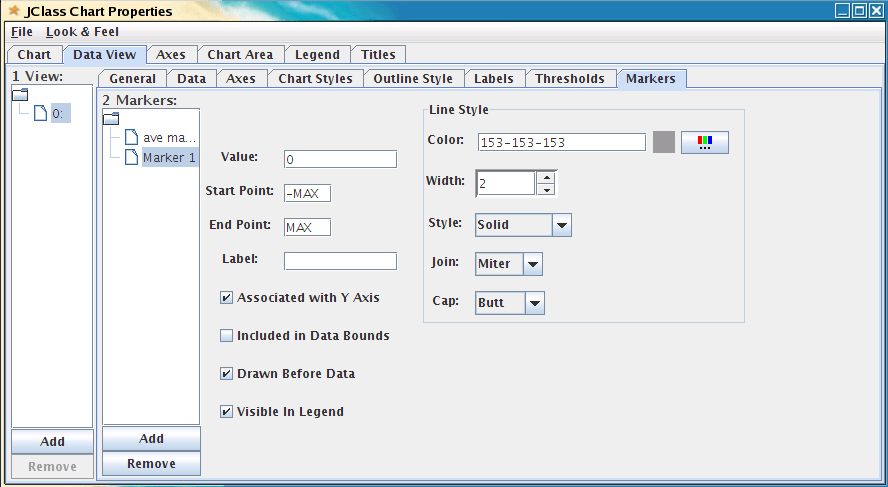 JClass Chart Properties
File Look & Feel
Chart Data View Axes Chart Area Legend Titles
1 View:
0:
Add
Remove
General Data Axes Chart Styles Outline Style Labels Thresholds Markers
2 Markers:
ave ma...
Marker 1
Add
Remove
Value: 0
Start Point: -MAX
End Point: MAX
Label:
Associated with Y Axis
Included in Data Bounds
Drawn Before Data
Visible In Legend
Line Style
Color: 153-153-153
...
Width: 2
Style: Solid
Join: Miter
Cap: Butt